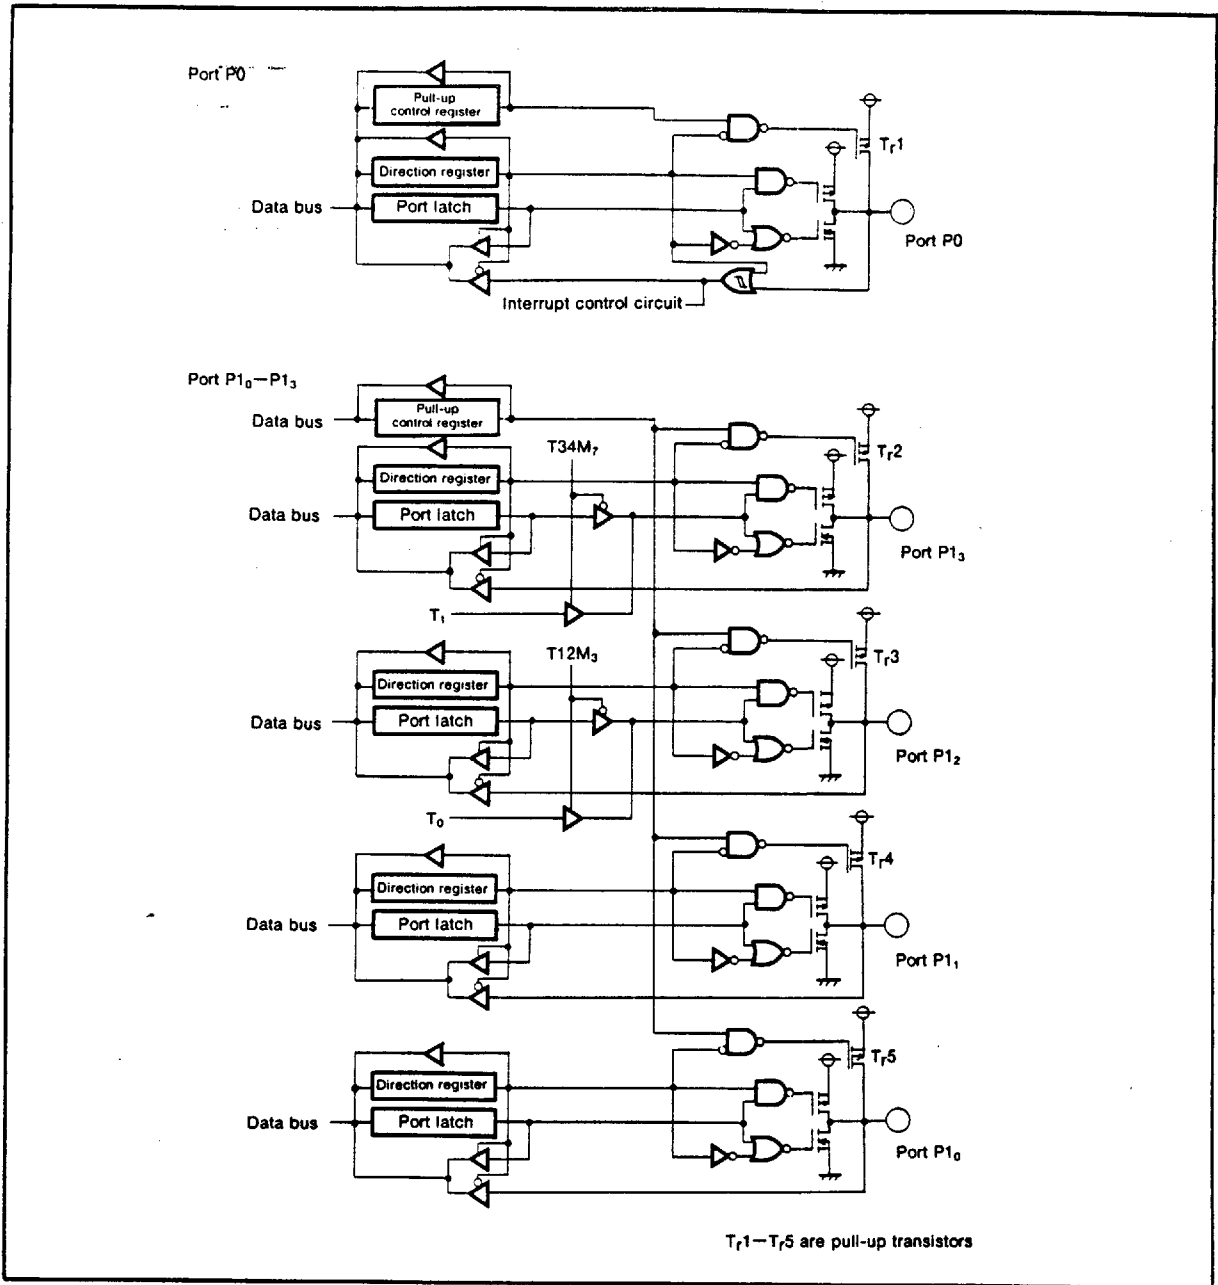 Port P0
Pull-up
control register
Tr1
Direction register
Data bus
Port latch
Port P0
Interrupt control circuit
Port P1₀—P1₃
Data bus
Pull-up
control register
T34M₇
Tr2
Direction register
Data bus
Port latch
Port P1₃
T₁
T12M₃
Tr3
Direction register
Data bus
Port latch
Port P1₂
T₀
Tr4
Direction register
Data bus
Port latch
Port P1₁
Tr5
Direction register
Data bus
Port latch
Port P1₀
Tr1—Tr5 are pull-up transistors